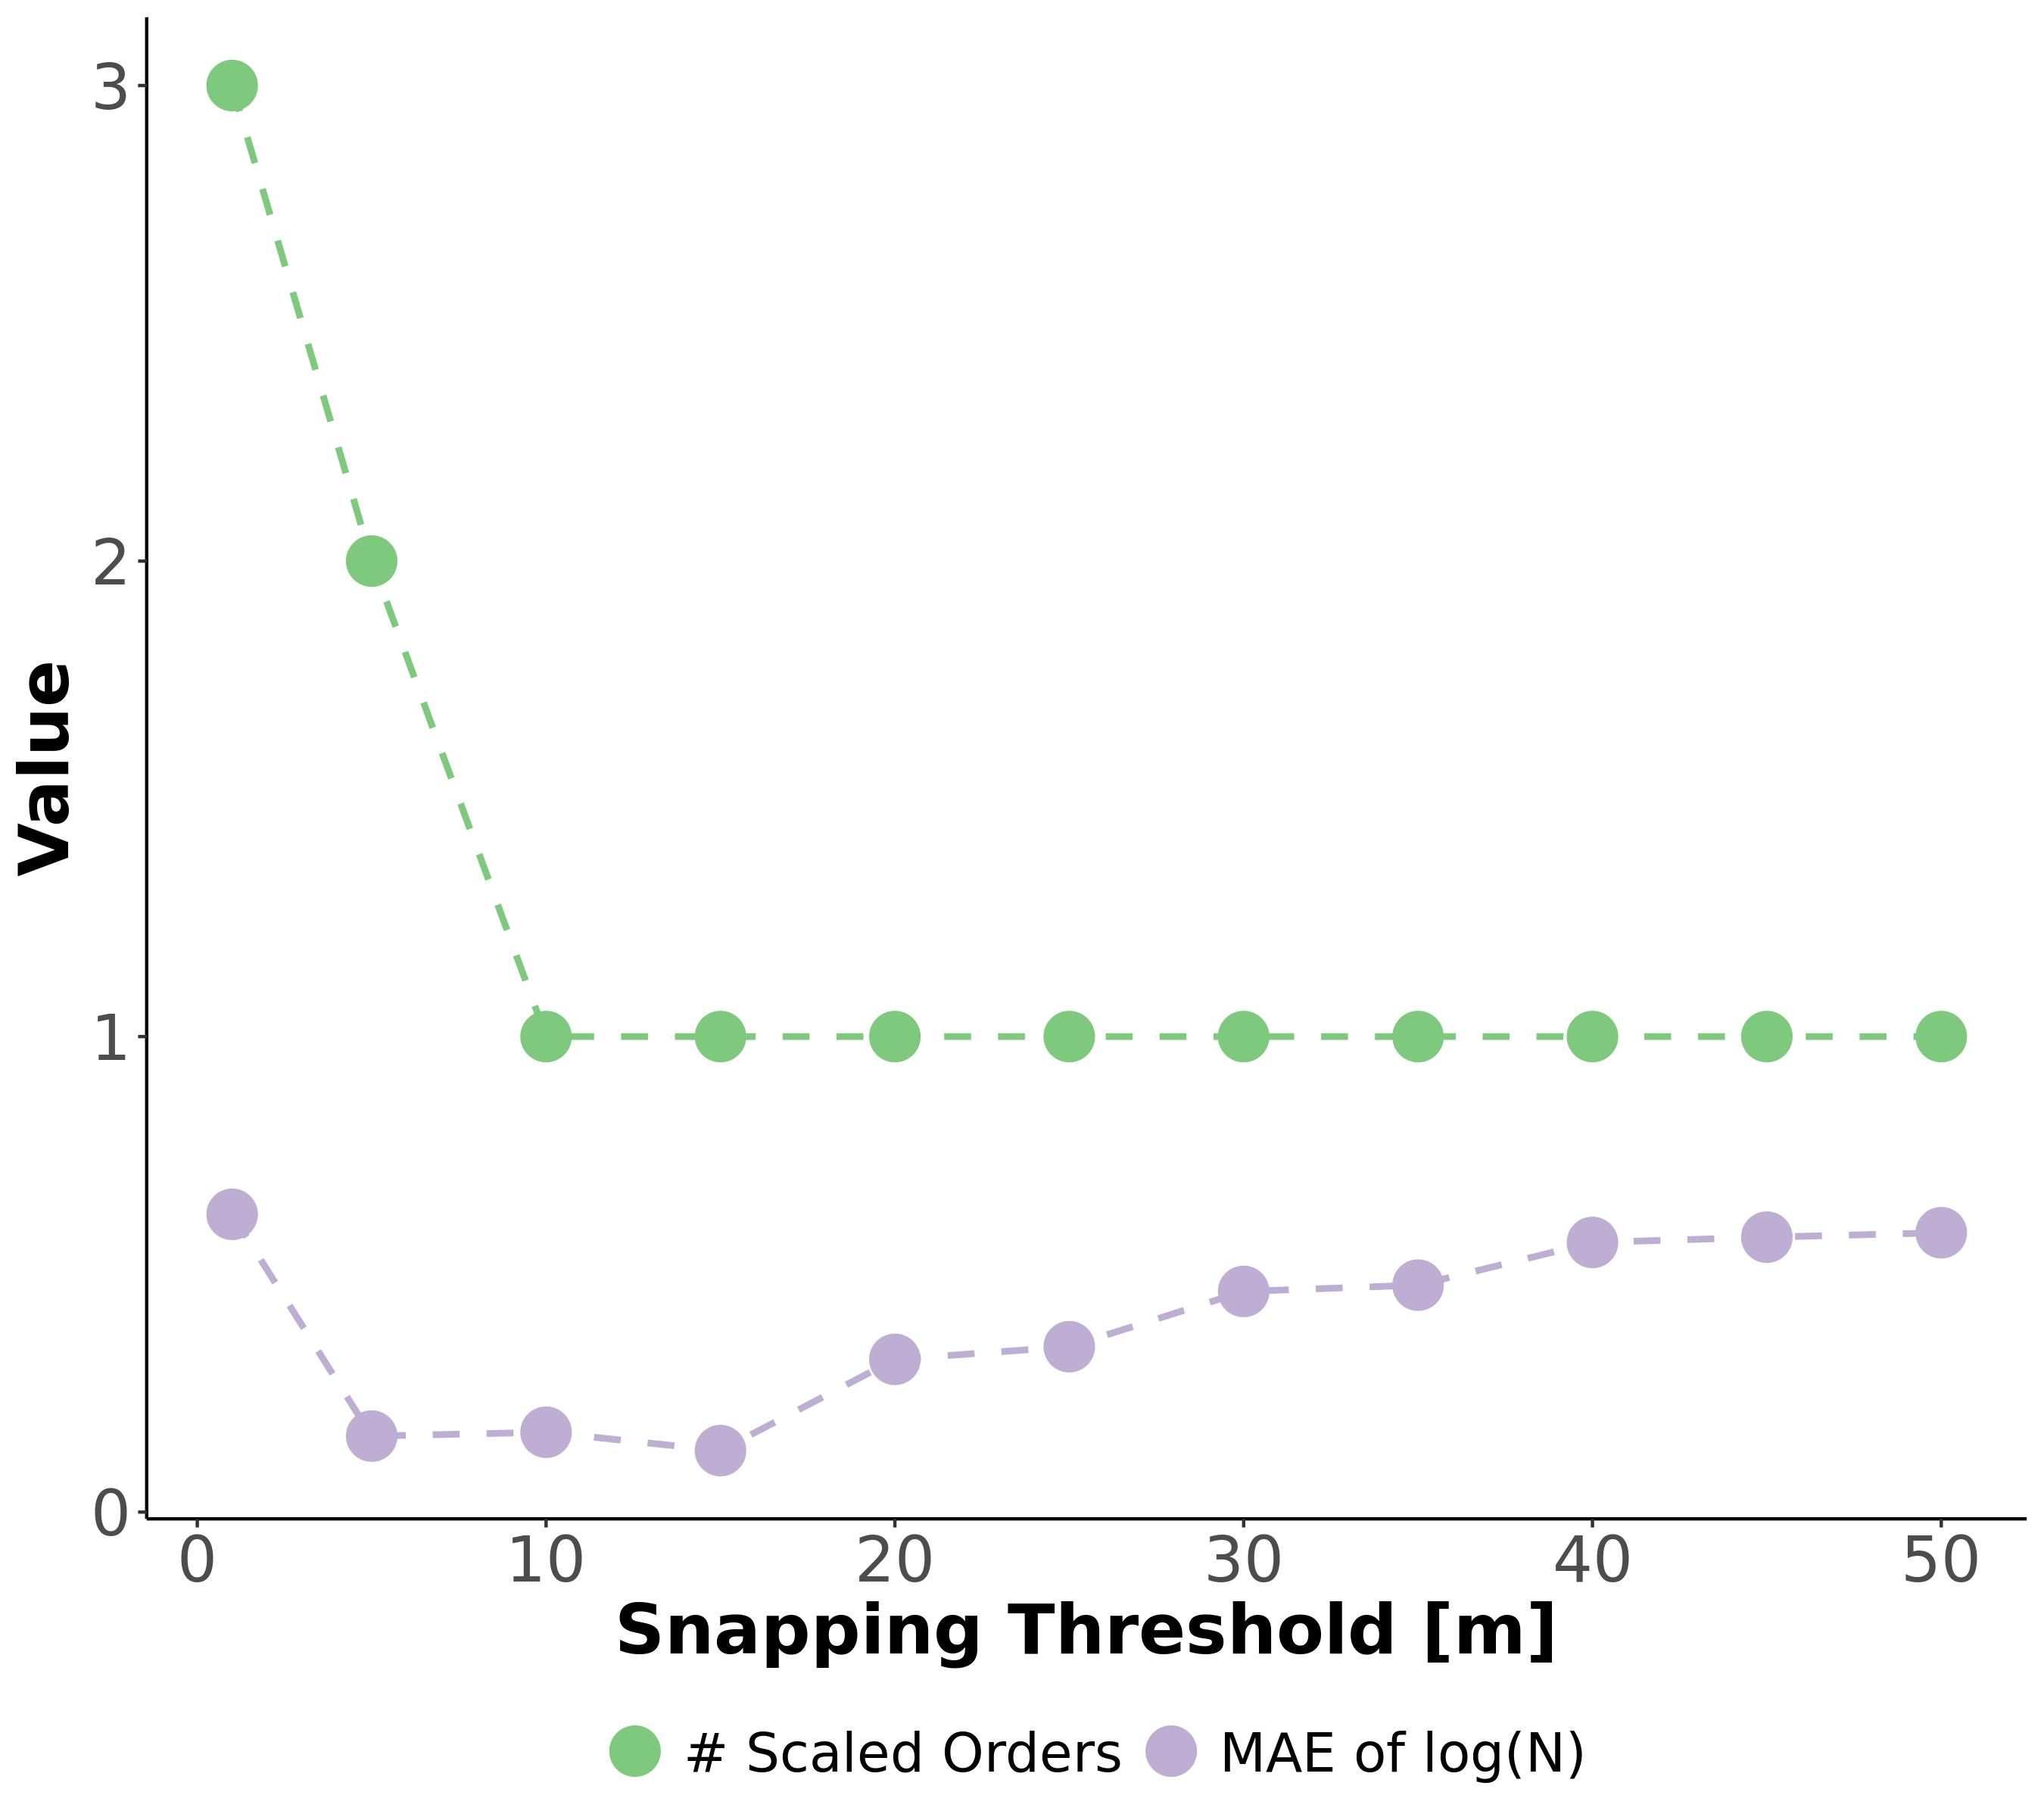 Value
3
2
1
0
0 10 20 30 40 50
Snapping Threshold [m]
# Scaled Orders MAE of log(N)